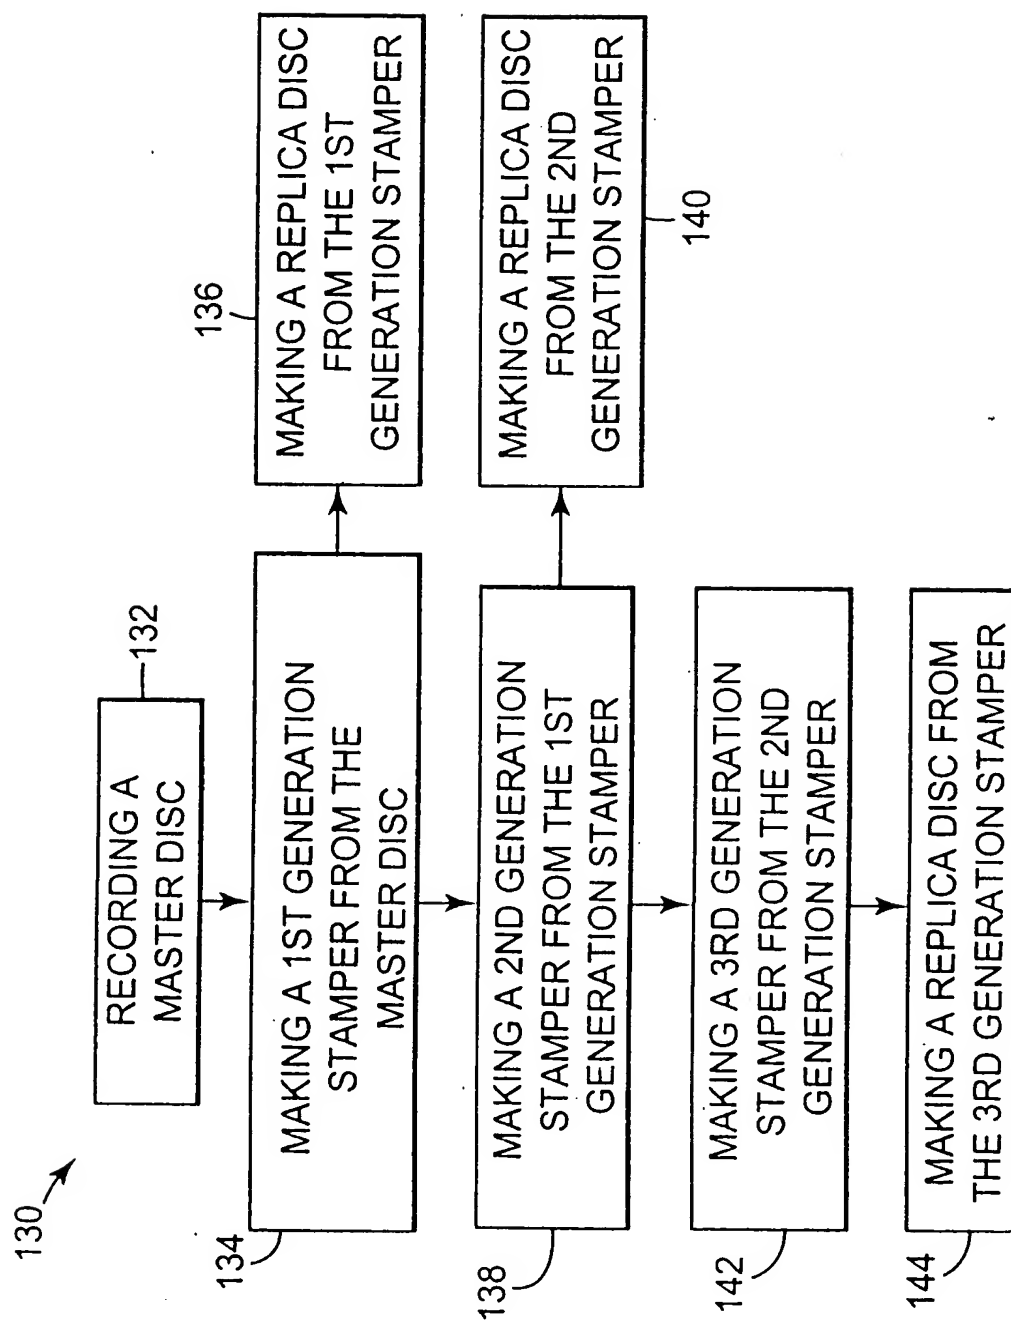 130
RECORDING A
MASTER DISC
132
134
MAKING A 1ST GENERATION
STAMPER FROM THE
MASTER DISC
136
MAKING A REPLICA DISC
FROM THE 1ST
GENERATION STAMPER
138
MAKING A 2ND GENERATION
STAMPER FROM THE 1ST
GENERATION STAMPER
MAKING A REPLICA DISC
FROM THE 2ND
GENERATION STAMPER
140
142
MAKING A 3RD GENERATION
STAMPER FROM THE 2ND
GENERATION STAMPER
144
MAKING A REPLICA DISC FROM
THE 3RD GENERATION STAMPER